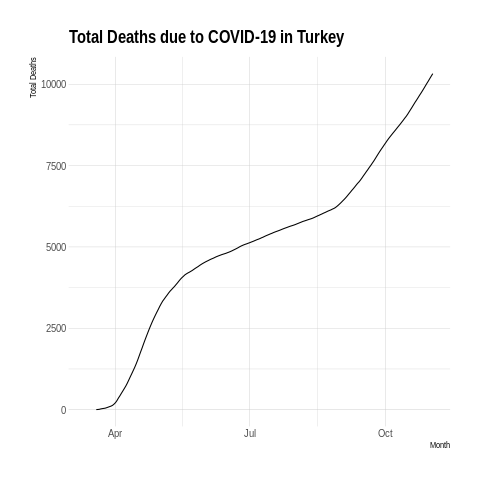 Total Deaths due to COVID-19 in Turkey
Total Deaths
10000
7500
5000
2500
0
Apr Jul Oct
Month